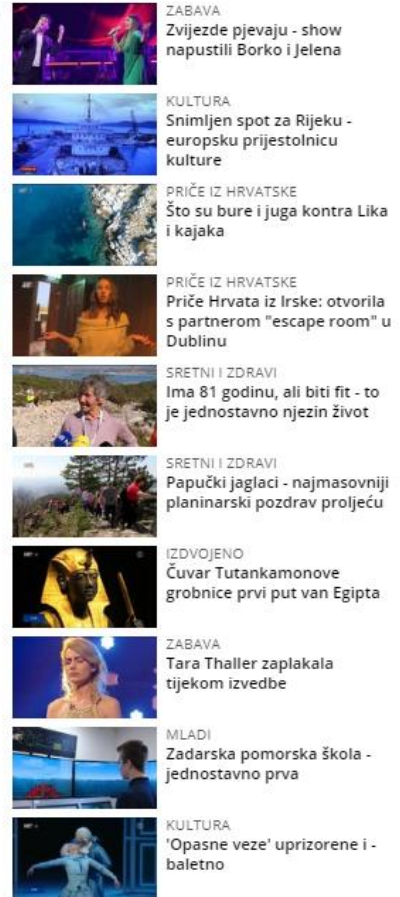 ZABAVA
Zvijezde pjevaju - show
napustili Borko i Jelena
KULTURA
Snimljen spot za Rijeku -
europsku prijestolnicu
kulture
PRIČE IZ HRVATSKE
Što su bure i juga kontra Lika
i kajaka
PRIČE IZ HRVATSKE
Priče Hrvata iz Irske: otvorila
s partnerom "escape room" u
Dublinu
SRETNI I ZDRAVI
Ima 81 godinu, ali biti fit - to
je jednostavno njezin život
SRETNI I ZDRAVI
Papučki jaglaci - najmasovniji
planinarski pozdrav proljeću
IZDVOJENO
Čuvar Tutankamonove
grobnice prvi put van Egipta
ZABAVA
Tara Thaller zaplakala
tijekom izvedbe
MLADI
Zadarska pomorska škola -
jednostavno prva
KULTURA
'Opasne veze' uprizorene i -
baletno